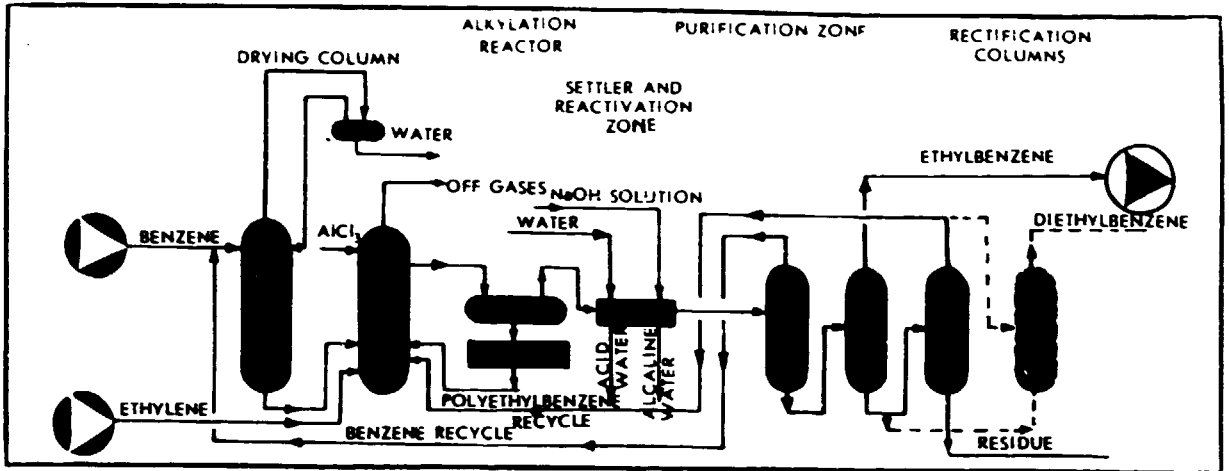 ALKYLATION
REACTOR
PURIFICATION ZONE
RECTIFICATION
COLUMNS
DRYING COLUMN
SETTLER AND
REACTIVATION
ZONE
WATER
ETHYLBENZENE
OFF GASES
NaOH SOLUTION
WATER
DIETHYLBENZENE
BENZENE
AlCl3
ACID
WATER
ALCALINE
WATER
POLYETHYLBENZENE
RECYCLE
ETHYLENE
BENZENE RECYCLE
RESIDUE